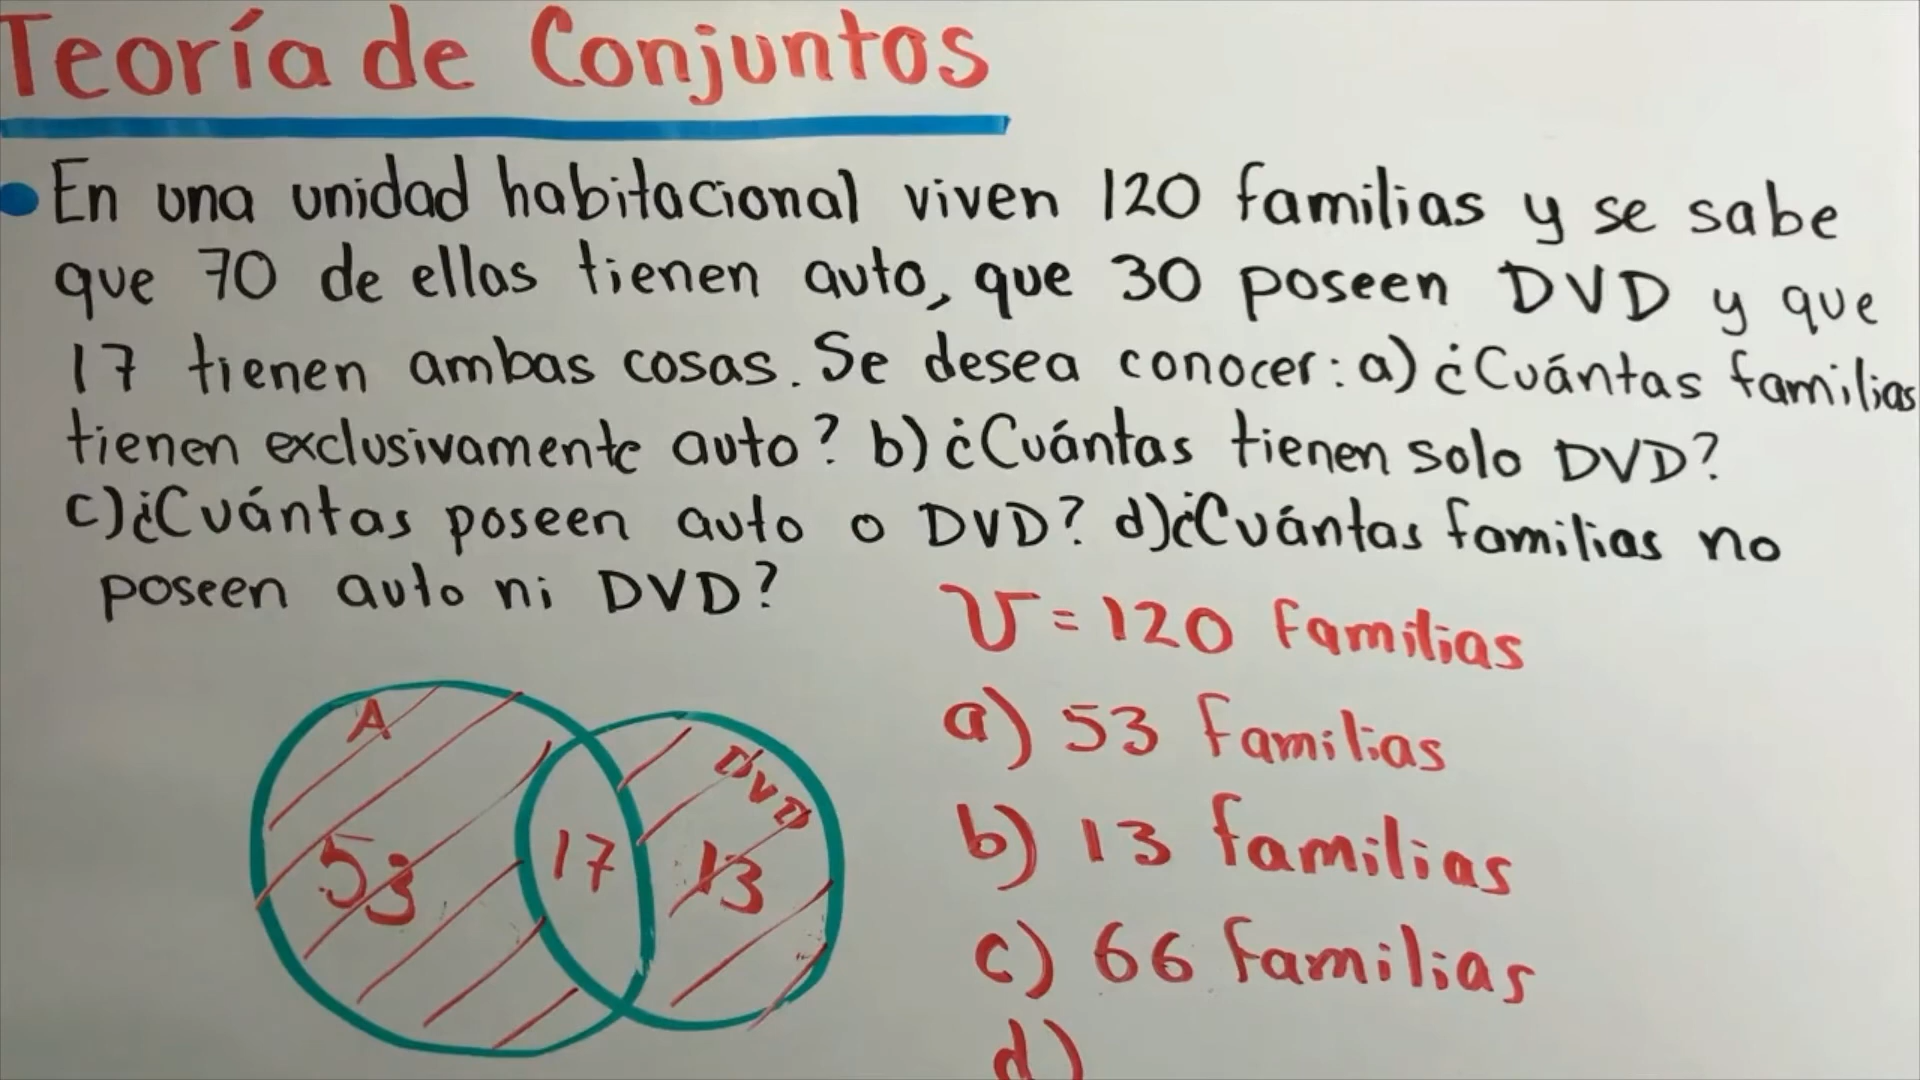 Teoría de Conjuntos
En una unidad habitacional viven 120 familias y se sabe
que 70 de ellas tienen auto, que 30 poseen DVD y que
17 tienen ambas cosas. Se desea conocer: a) ¿Cuántas familias
tienen exclusivamente auto? b) ¿Cuántas tienen solo DVD?
c) ¿Cuántas poseen auto o DVD? d) ¿Cuántas familias no
poseen auto ni DVD?
U = 120 familias
a) 53 familias
b) 13 familias
c) 66 familias
d)
A
DVD
53
17
13